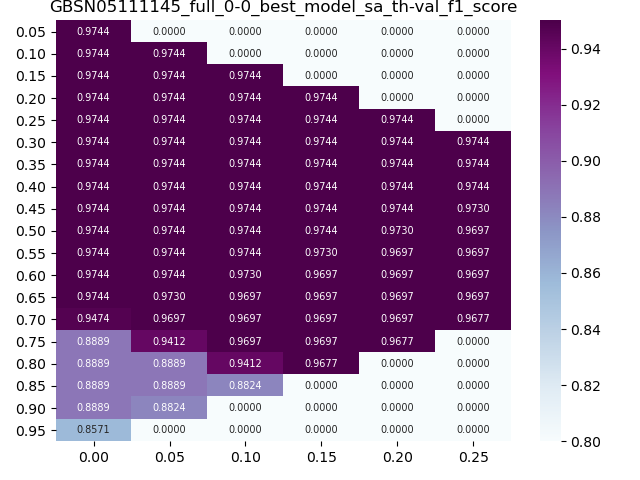 GBSN05111145_full_0-0_best_model_sa_th-val_f1_score
0.05 0.9744 0.0000 0.0000 0.0000 0.0000 0.0000
0.10 0.9744 0.9744 0.0000 0.0000 0.0000 0.0000
0.15 0.9744 0.9744 0.9744 0.0000 0.0000 0.0000
0.20 0.9744 0.9744 0.9744 0.9744 0.0000 0.0000
0.25 0.9744 0.9744 0.9744 0.9744 0.9744 0.0000
0.30 0.9744 0.9744 0.9744 0.9744 0.9744 0.9744
0.35 0.9744 0.9744 0.9744 0.9744 0.9744 0.9744
0.40 0.9744 0.9744 0.9744 0.9744 0.9744 0.9744
0.45 0.9744 0.9744 0.9744 0.9744 0.9744 0.9730
0.50 0.9744 0.9744 0.9744 0.9744 0.9730 0.9697
0.55 0.9744 0.9744 0.9744 0.9730 0.9697 0.9697
0.60 0.9744 0.9744 0.9730 0.9697 0.9697 0.9697
0.65 0.9744 0.9730 0.9697 0.9697 0.9697 0.9697
0.70 0.9474 0.9697 0.9697 0.9697 0.9697 0.9677
0.75 0.8889 0.9412 0.9697 0.9697 0.9677 0.0000
0.80 0.8889 0.8889 0.9412 0.9677 0.0000 0.0000
0.85 0.8889 0.8889 0.8824 0.0000 0.0000 0.0000
0.90 0.8889 0.8824 0.0000 0.0000 0.0000 0.0000
0.95 0.8571 0.0000 0.0000 0.0000 0.0000 0.0000
0.00 0.05 0.10 0.15 0.20 0.25
0.94
0.92
0.90
0.88
0.86
0.84
0.82
0.80